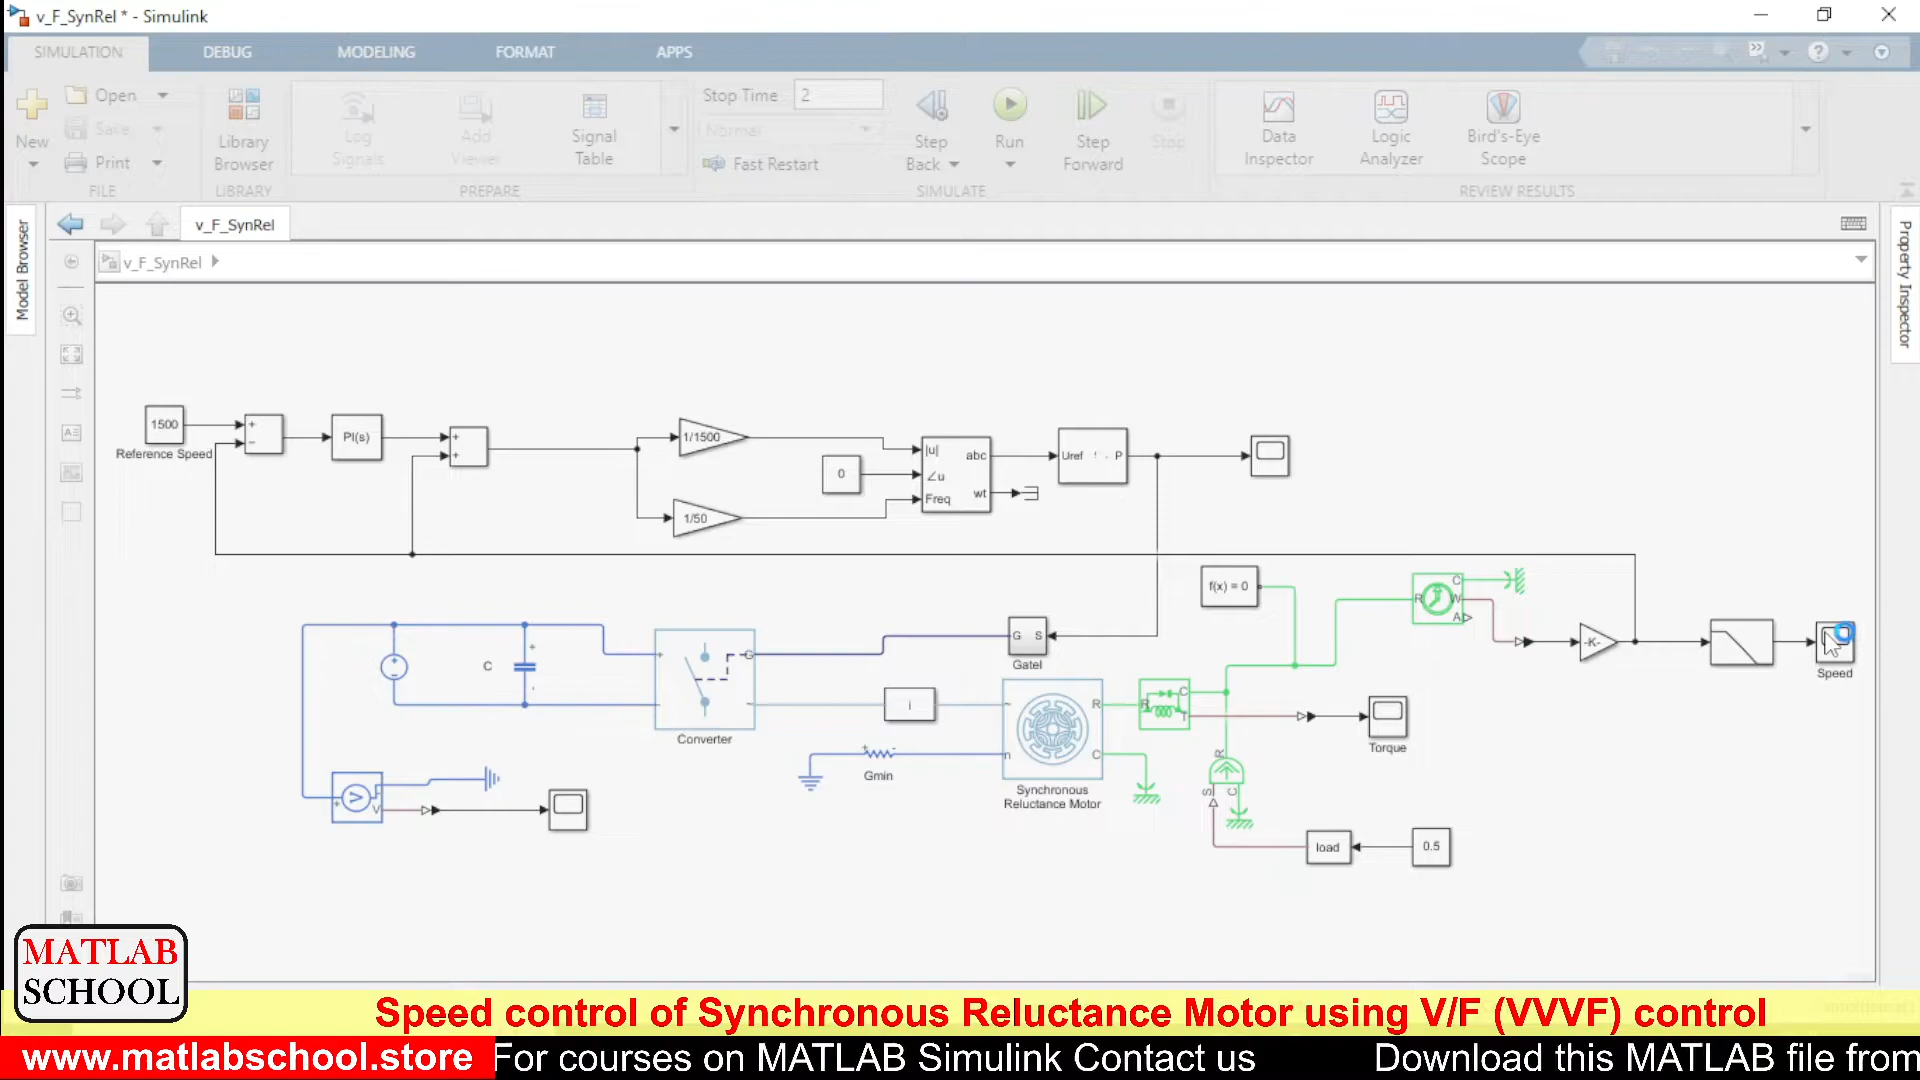 v_F_SynRel * - Simulink
SIMULATION DEBUG MODELING FORMAT APPS
New
Open
Save
Print
FILE
Library Browser
LIBRARY
Log Signals
Add Viewer
Signal Table
PREPARE
Stop Time 2
Normal
Fast Restart
Step Back
Run
Step Forward
Stop
SIMULATE
Data Inspector
Logic Analyzer
Bird's-Eye Scope
REVIEW RESULTS
Model Browser
Property Inspector
v_F_SynRel
v_F_SynRel
1500
Reference Speed
+
−
PI(s)
+
+
1/1500
1/50
0
|u|
∠u
Freq
abc
wt
Uref P
f(x) = 0
R C W A
-K-
Speed
C
+
+ - G ~
Converter
G S
GateI
i
Gmin
+ -
~ n R C
Synchronous
Reluctance Motor
R C T
Torque
R
S C
load
0.5
+ V
MATLAB
SCHOOL
Speed control of Synchronous Reluctance Motor using V/F (VVVF) control
www.matlabschool.store For courses on MATLAB Simulink Contact us Download this MATLAB file from